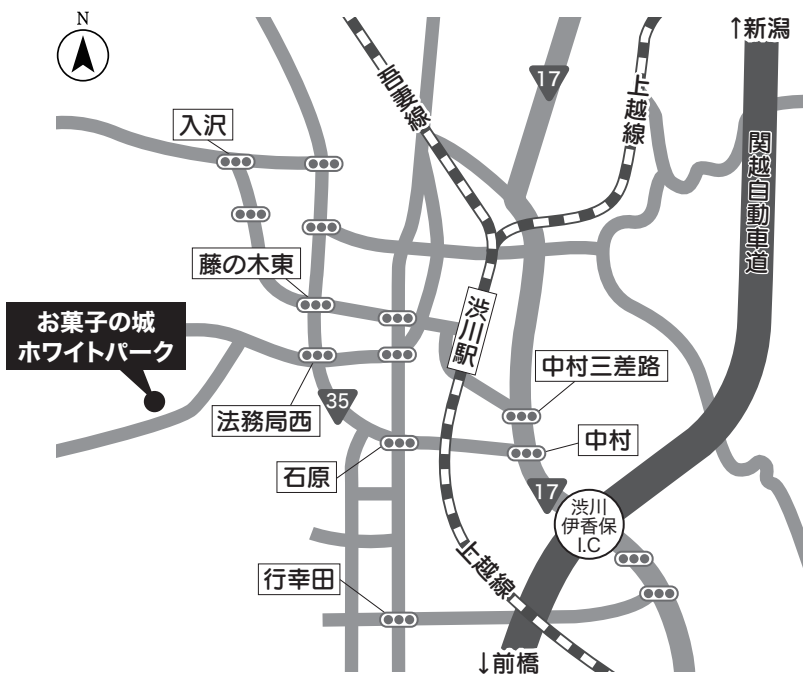 N
↑新潟
17
吾妻線
上越線
入沢
関越自動車道
藤の木東
お菓子の城
ホワイトパーク
渋川駅
中村三差路
35
法務局西
中村
石原
17
渋川
伊香保
I.C
上越線
行幸田
↓前橋